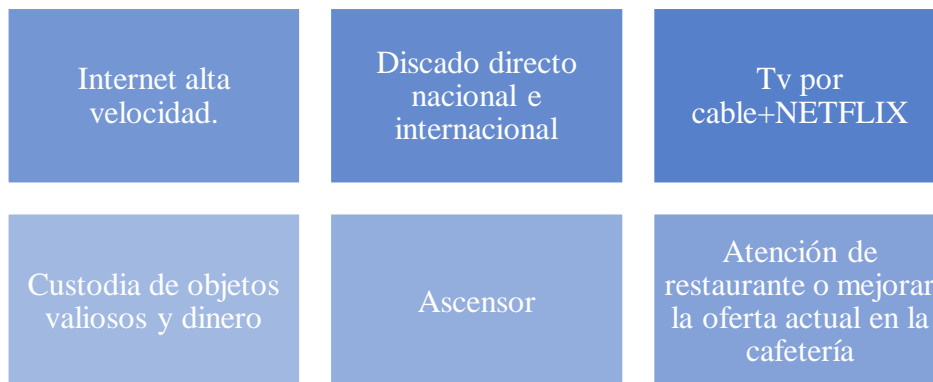 Internet alta
velocidad.
Discado directo
nacional e
internacional
Tv por
cable+NETFLIX
Custodia de objetos
valiosos y dinero
Ascensor
Atención de
restaurante o mejorar
la oferta actual en la
cafetería